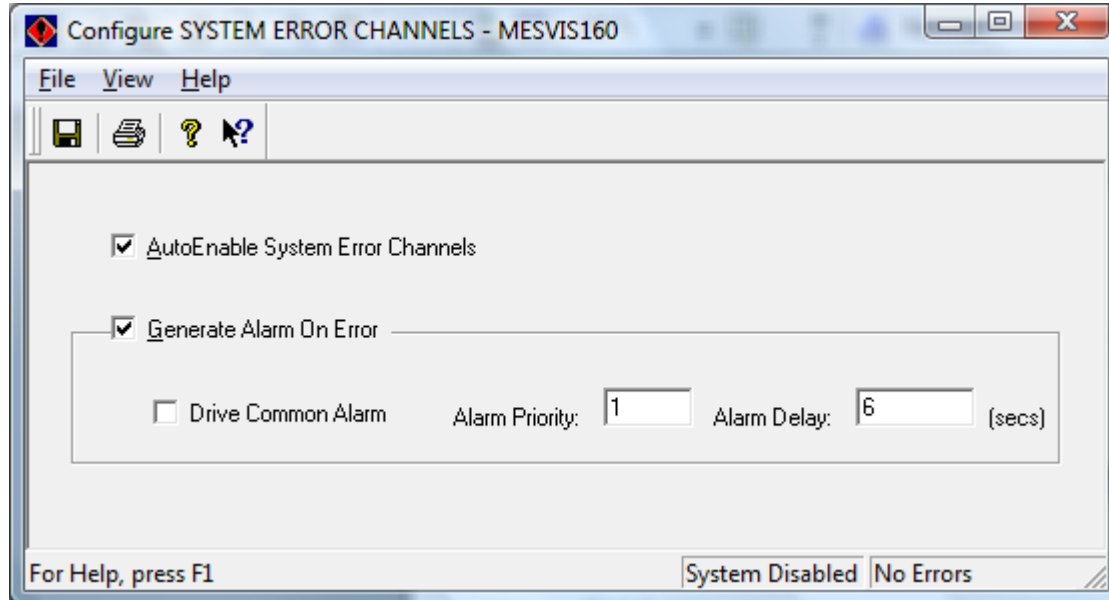 Configure SYSTEM ERROR CHANNELS - MESVIS160
File View Help
AutoEnable System Error Channels
Generate Alarm On Error
Drive Common Alarm Alarm Priority: 1 Alarm Delay: 6 (secs)
For Help, press F1 System Disabled No Errors